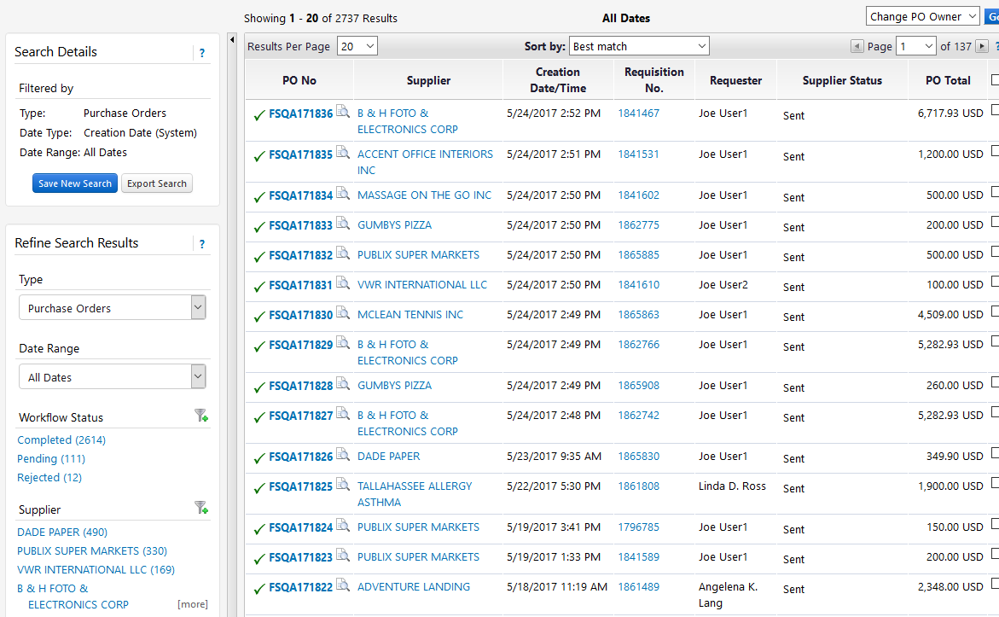 Showing 1 - 20 of 2737 Results
All Dates
Change PO Owner
Go
Search Details ?
Filtered by
Type: Purchase Orders
Date Type: Creation Date (System)
Date Range: All Dates
Save New Search Export Search
Refine Search Results ?
Type
Purchase Orders
Date Range
All Dates
Workflow Status
Completed (2614)
Pending (111)
Rejected (12)
Supplier
DADE PAPER (490)
PUBLIX SUPER MARKETS (330)
VWR INTERNATIONAL LLC (169)
B & H FOTO &
ELECTRONICS CORP [more]
Results Per Page 20 Sort by: Best match Page 1 of 137 ?
PO No Supplier Creation Date/Time Requisition No. Requester Supplier Status PO Total
FSQA171836 B & H FOTO & 5/24/2017 2:52 PM 1841467 Joe User1 Sent 6,717.93 USD
ELECTRONICS CORP
FSQA171835 ACCENT OFFICE INTERIORS 5/24/2017 2:51 PM 1841531 Joe User1 Sent 1,200.00 USD
INC
FSQA171834 MASSAGE ON THE GO INC 5/24/2017 2:50 PM 1841602 Joe User1 Sent 500.00 USD
FSQA171833 GUMBYS PIZZA 5/24/2017 2:50 PM 1862775 Joe User1 Sent 200.00 USD
FSQA171832 PUBLIX SUPER MARKETS 5/24/2017 2:50 PM 1865885 Joe User1 Sent 500.00 USD
FSQA171831 VWR INTERNATIONAL LLC 5/24/2017 2:50 PM 1841610 Joe User2 Sent 100.00 USD
FSQA171830 MCLEAN TENNIS INC 5/24/2017 2:49 PM 1865863 Joe User1 Sent 4,509.00 USD
FSQA171829 B & H FOTO & 5/24/2017 2:49 PM 1862766 Joe User1 Sent 5,282.93 USD
ELECTRONICS CORP
FSQA171828 GUMBYS PIZZA 5/24/2017 2:49 PM 1865908 Joe User1 Sent 260.00 USD
FSQA171827 B & H FOTO & 5/24/2017 2:48 PM 1862742 Joe User1 Sent 5,282.93 USD
ELECTRONICS CORP
FSQA171826 DADE PAPER 5/23/2017 9:35 AM 1865830 Joe User1 Sent 349.90 USD
FSQA171825 TALLAHASSEE ALLERGY 5/22/2017 5:30 PM 1861808 Linda D. Ross Sent 1,900.00 USD
ASTHMA
FSQA171824 PUBLIX SUPER MARKETS 5/19/2017 3:41 PM 1796785 Joe User1 Sent 150.00 USD
FSQA171823 PUBLIX SUPER MARKETS 5/19/2017 1:33 PM 1841589 Joe User1 Sent 200.00 USD
FSQA171822 ADVENTURE LANDING 5/18/2017 11:19 AM 1861489 Angelena K. Sent 2,348.00 USD
Lang